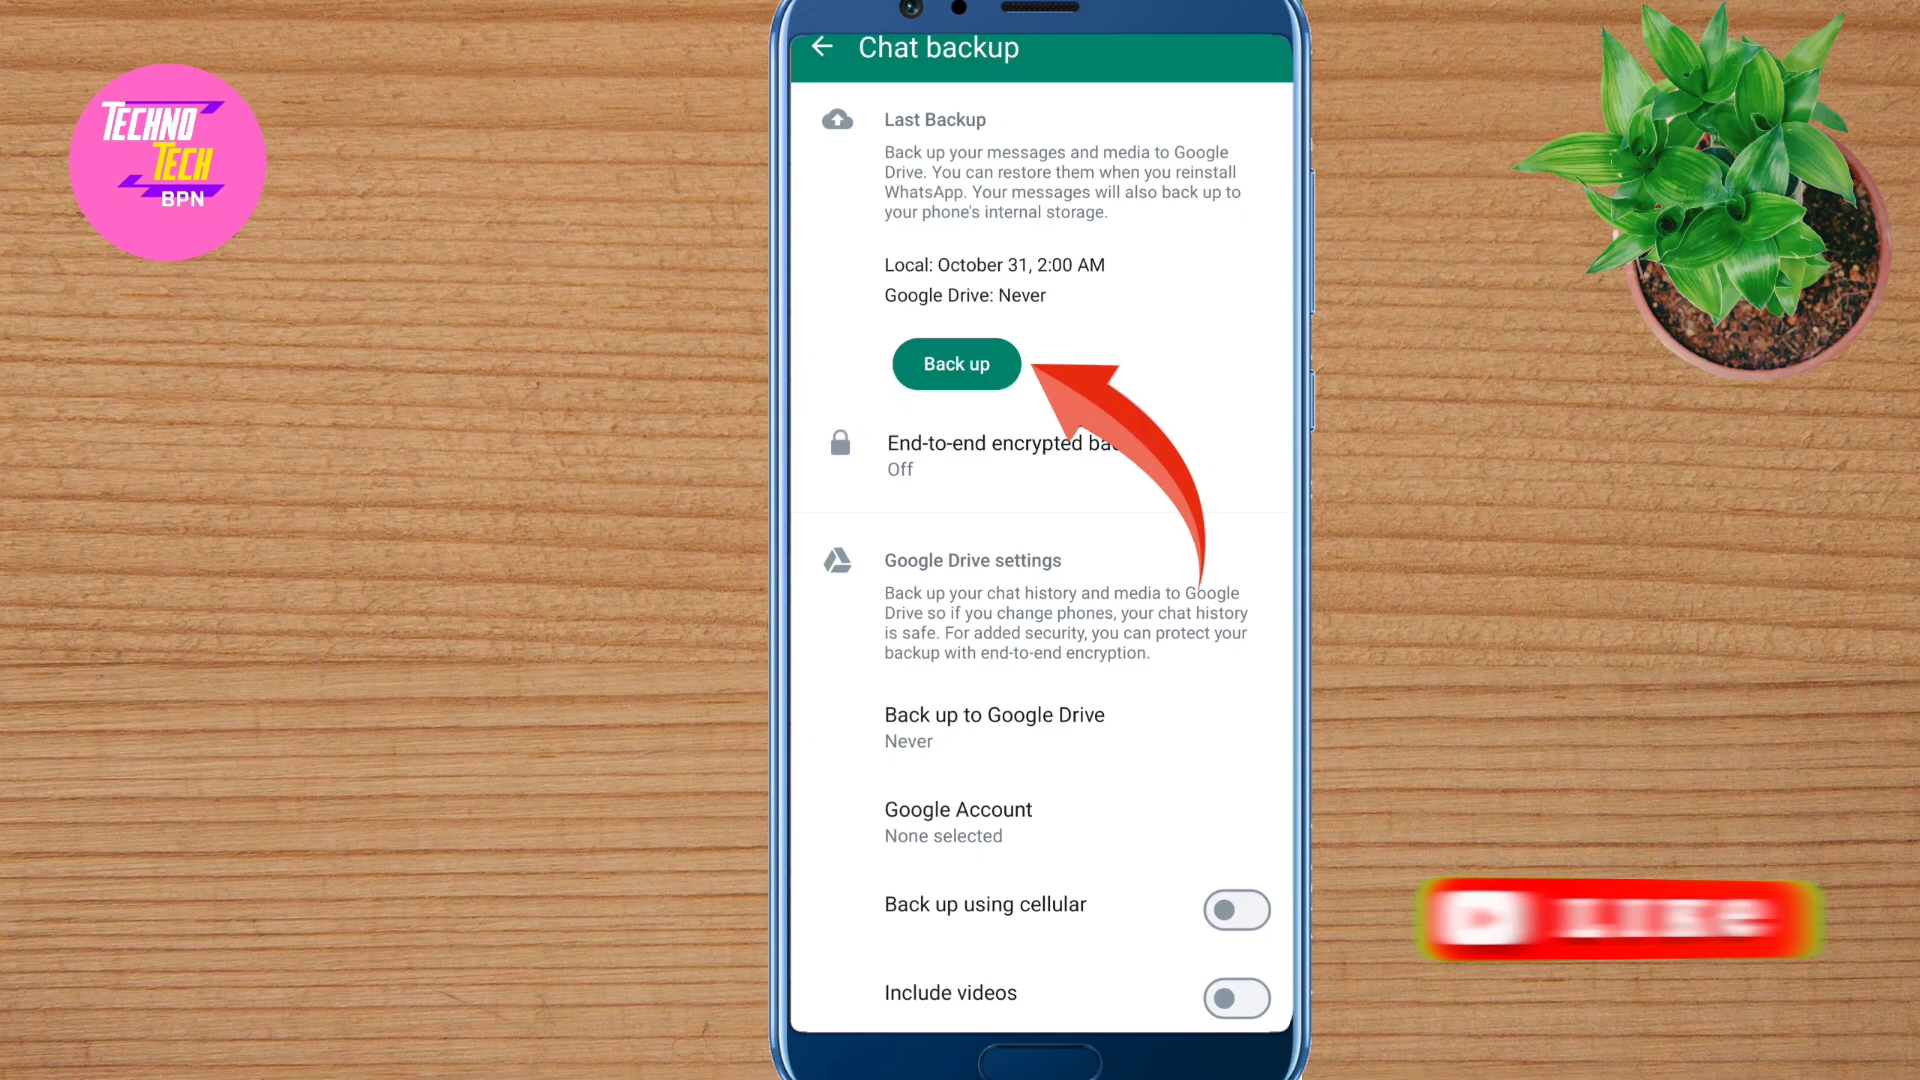 TECHNO
TECH
BPN
Chat backup
Last Backup
Back up your messages and media to Google
Drive. You can restore them when you reinstall
WhatsApp. Your messages will also back up to
your phone's internal storage.
Local: October 31, 2:00 AM
Google Drive: Never
Back up
End-to-end encrypted
Off
Google Drive settings
Back up your chat history and media to Google
Drive so if you change phones, your chat history
is safe. For added security, you can protect your
backup with end-to-end encryption.
Back up to Google Drive
Never
Google Account
None selected
Back up using cellular
Include videos